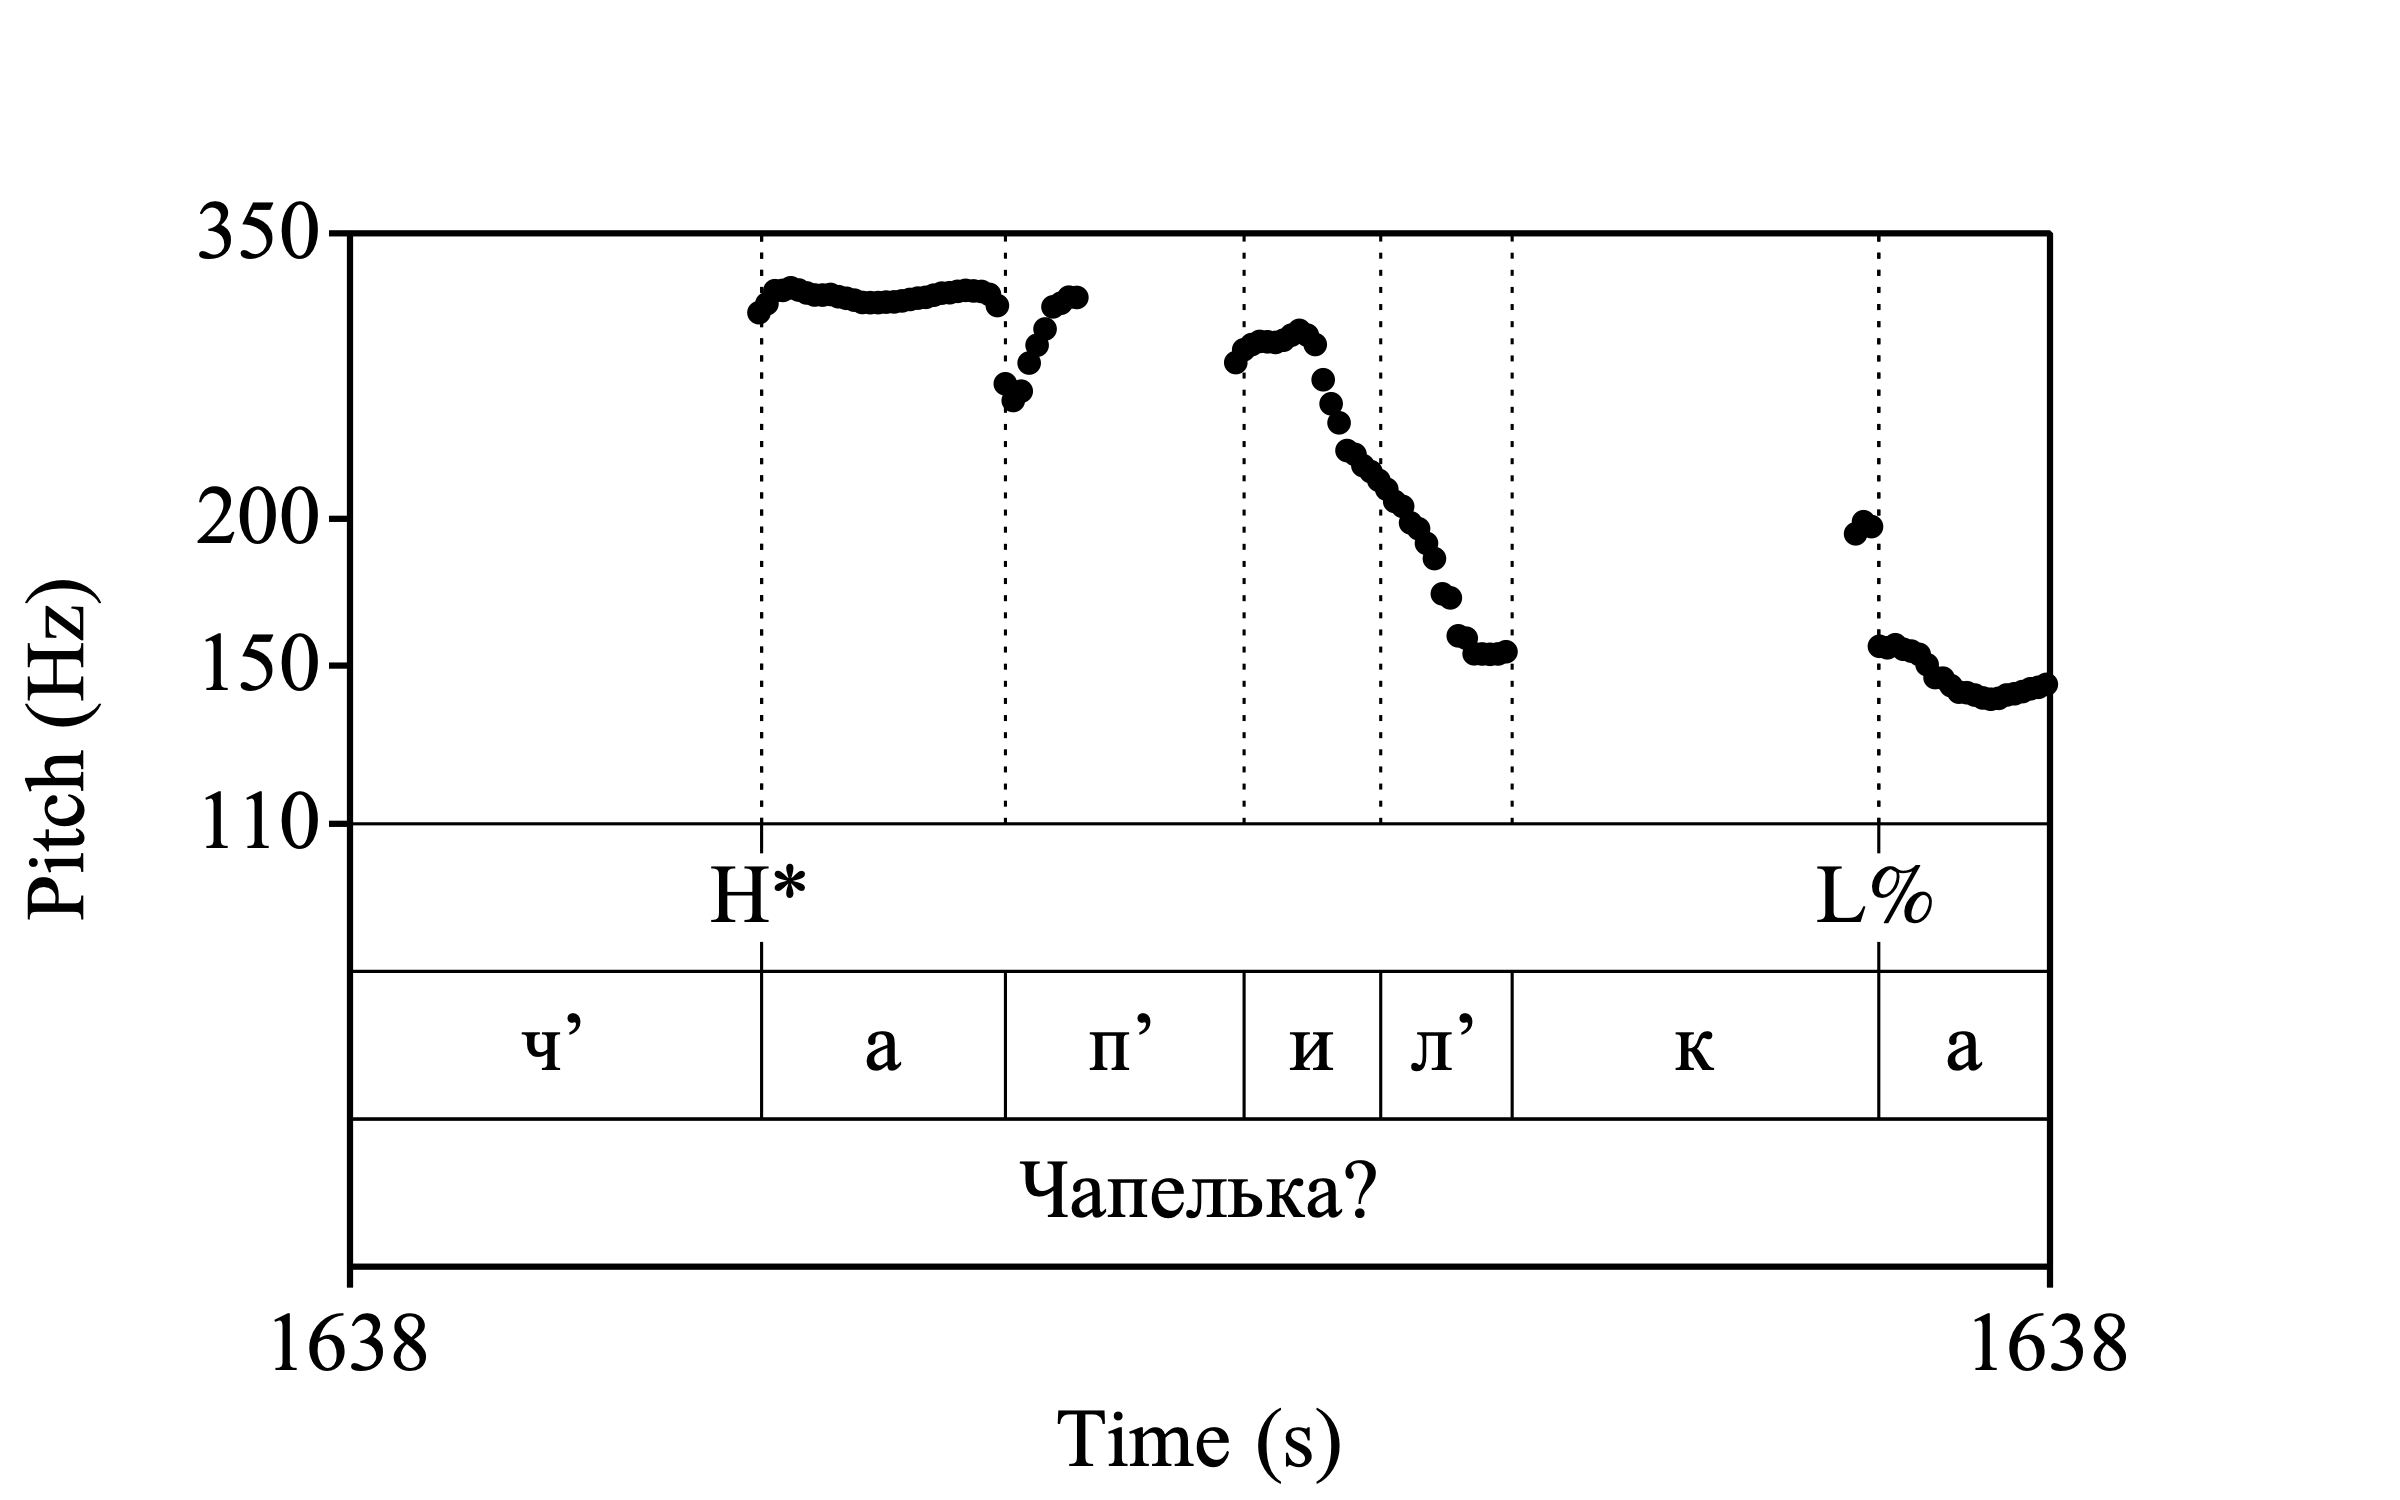 350
200
150
110
Pitch (Hz)
H* L%
ч’ а п’ и л’ к а
Чапелька?
1638 1638
Time (s)